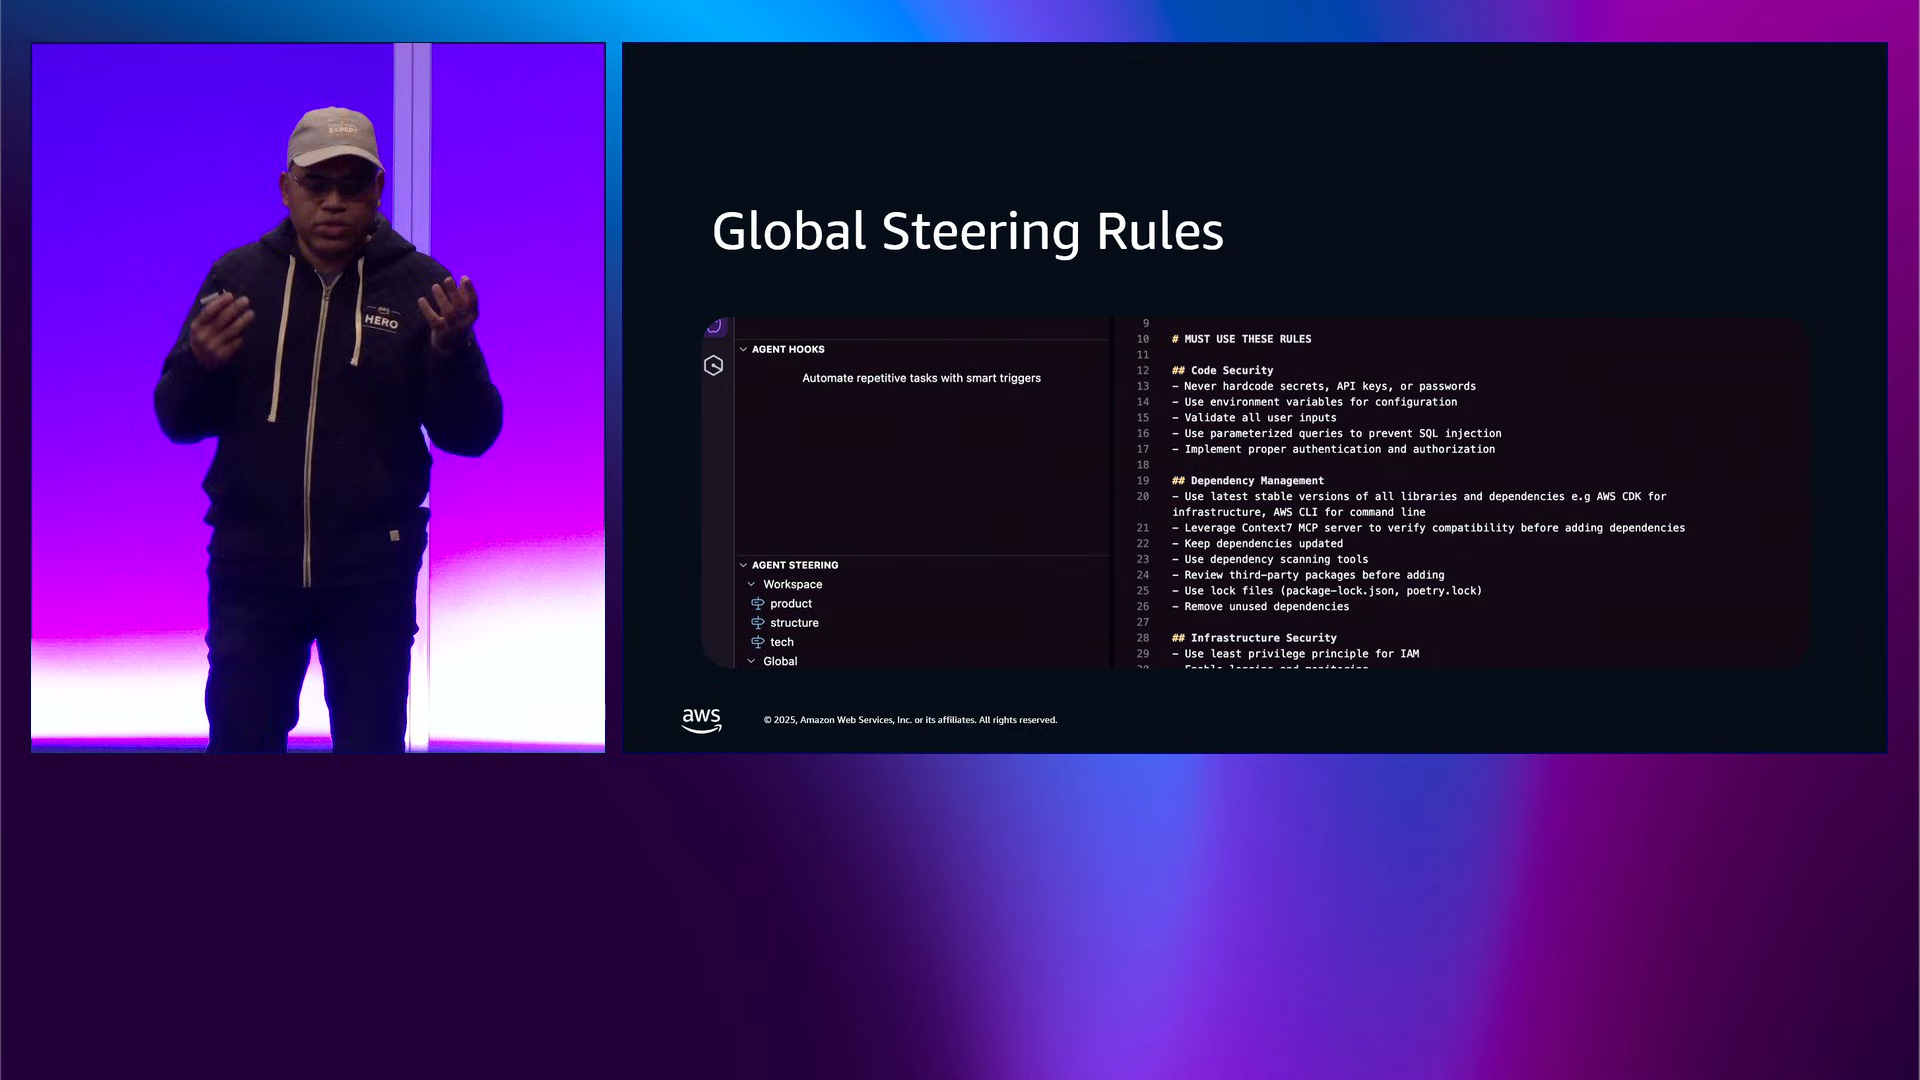 EXPERT
aws
HERO
Global Steering Rules
AGENT HOOKS
Automate repetitive tasks with smart triggers
AGENT STEERING
Workspace
product
structure
tech
Global
9
10 # MUST USE THESE RULES
11
12 ## Code Security
13 – Never hardcode secrets, API keys, or passwords
14 – Use environment variables for configuration
15 – Validate all user inputs
16 – Use parameterized queries to prevent SQL injection
17 – Implement proper authentication and authorization
18
19 ## Dependency Management
20 – Use latest stable versions of all libraries and dependencies e.g AWS CDK for
infrastructure, AWS CLI for command line
21 – Leverage Context7 MCP server to verify compatibility before adding dependencies
22 – Keep dependencies updated
23 – Use dependency scanning tools
24 – Review third-party packages before adding
25 – Use lock files (package-lock.json, poetry.lock)
26 – Remove unused dependencies
27
28 ## Infrastructure Security
29 – Use least privilege principle for IAM
aws
© 2025, Amazon Web Services, Inc. or its affiliates. All rights reserved.